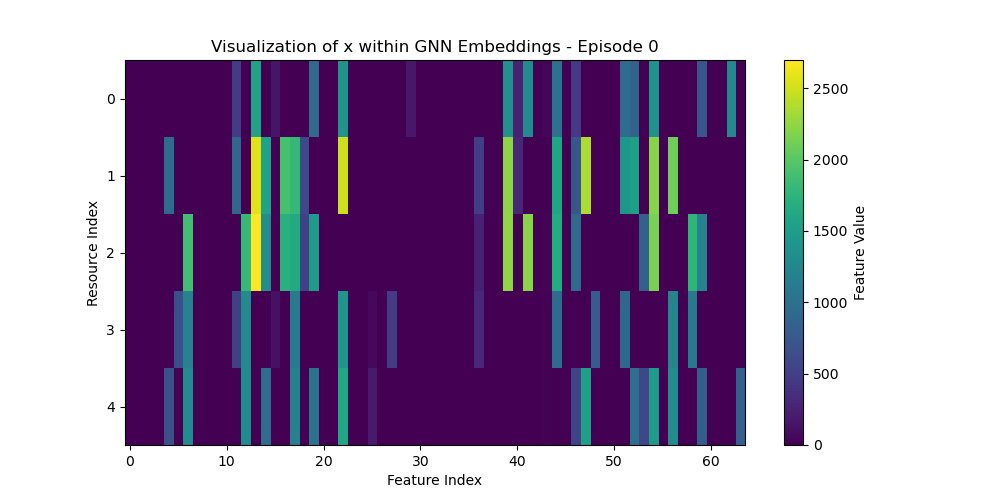 Visualization of x within GNN Embeddings - Episode 0
Resource Index
0
1
2
3
4
0 10 20 30 40 50 60
Feature Index
2500
2000
1500
1000
500
0
Feature Value